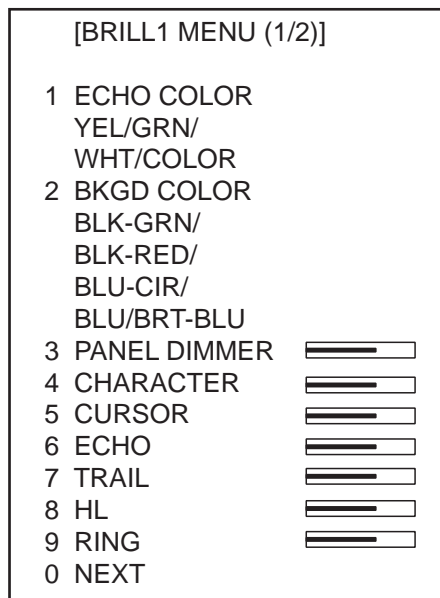 [BRILL1 MENU (1/2)]
1 ECHO COLOR
YEL/GRN/
WHT/COLOR
2 BKGD COLOR
BLK-GRN/
BLK-RED/
BLU-CIR/
BLU/BRT-BLU
3 PANEL DIMMER
4 CHARACTER
5 CURSOR
6 ECHO
7 TRAIL
8 HL
9 RING
0 NEXT